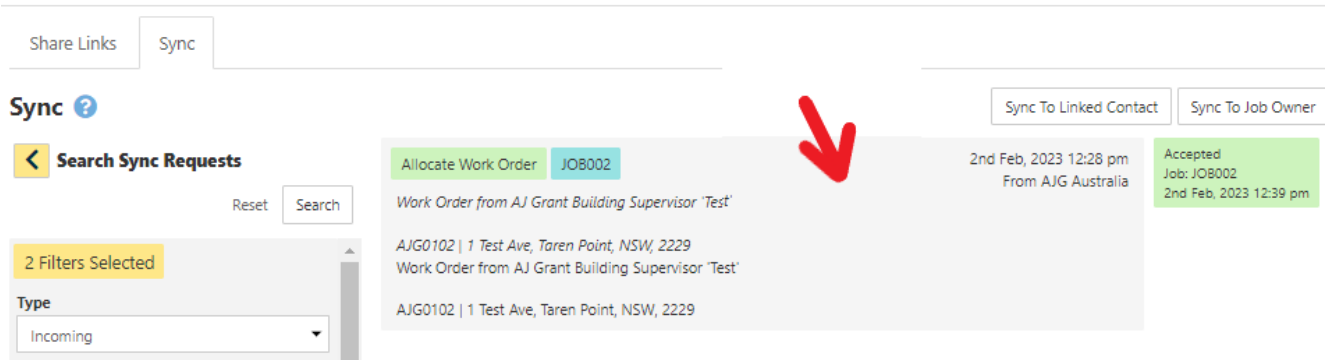 Share Links
Sync
Sync ?
Sync To Linked Contact
Sync To Job Owner
Search Sync Requests
Reset
Search
2 Filters Selected
Type
Incoming
Allocate Work Order
JOB002
Work Order from AJ Grant Building Supervisor 'Test'
AJG0102 | 1 Test Ave, Taren Point, NSW, 2229
Work Order from AJ Grant Building Supervisor 'Test'
AJG0102 | 1 Test Ave, Taren Point, NSW, 2229
2nd Feb, 2023 12:28 pm
From AJG Australia
Accepted
Job: JOB002
2nd Feb, 2023 12:39 pm